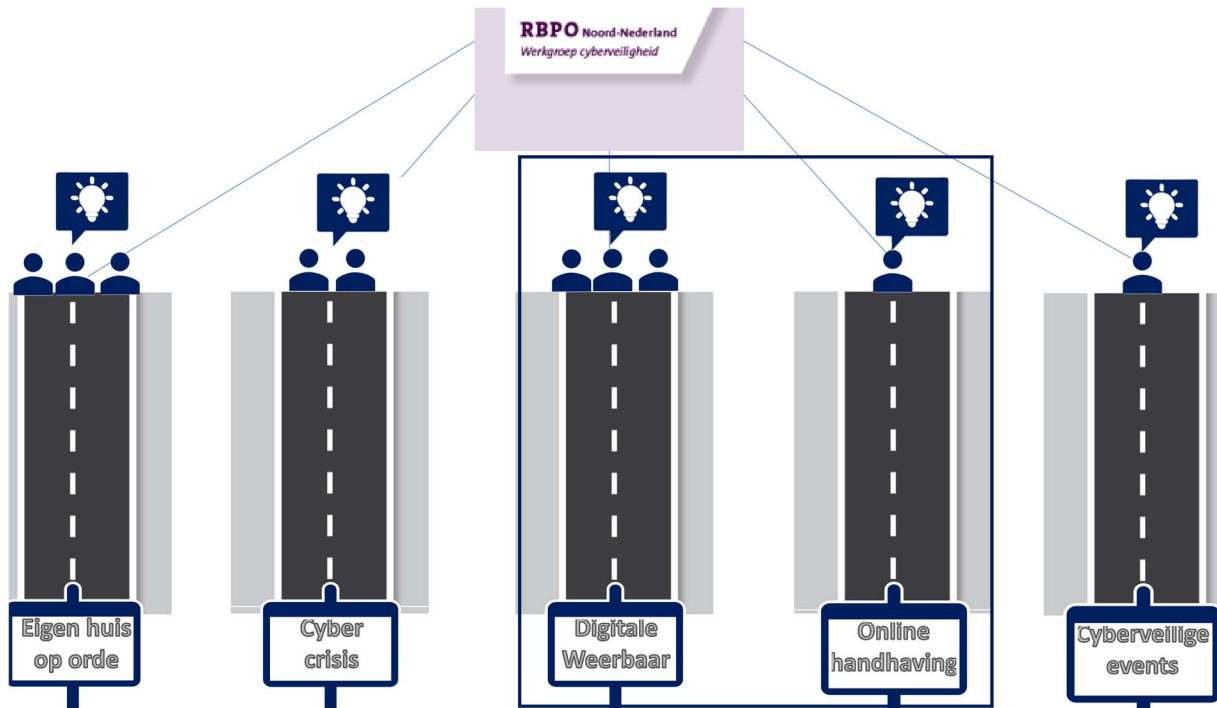 RBPO Noord-Nederland
Werkgroep cyberveiligheid
Eigen huis
op orde
Cyber
crisis
Digitale
Weerbaar
Online
handhaving
Cyberveilige
events